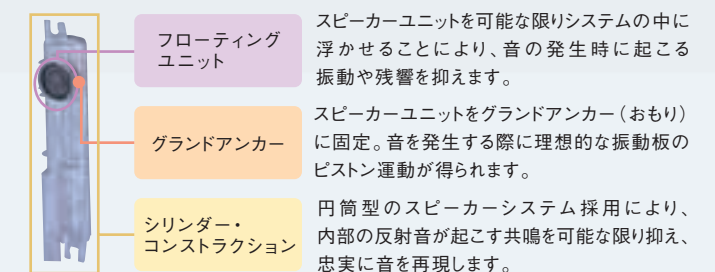 フローティング
ユニット
スピーカーユニットを可能な限りシステムの中に
浮かせることにより、音の発生時に起こる
振動や残響を抑えます。
グランドアンカー
スピーカーユニットをグランドアンカー（おもり）
に固定。音を発生する際に理想的な振動板の
ピストン運動が得られます。
シリンダー・
コンストラクション
円筒型のスピーカーシステム採用により、
内部の反射音が起こす共鳴を可能な限り抑え、
忠実に音を再現します。